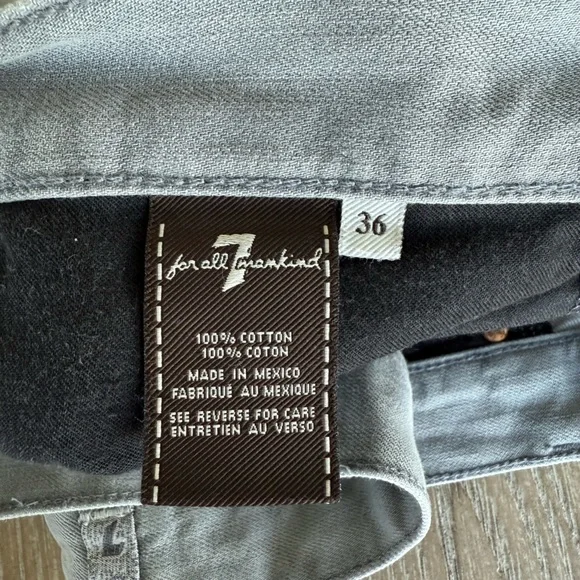 36
7
for all mankind
100% COTTON
100% COTON
MADE IN MEXICO
FABRIQUÉ AU MEXIQUE
SEE REVERSE FOR CARE
ENTRETIEN AU VERSO